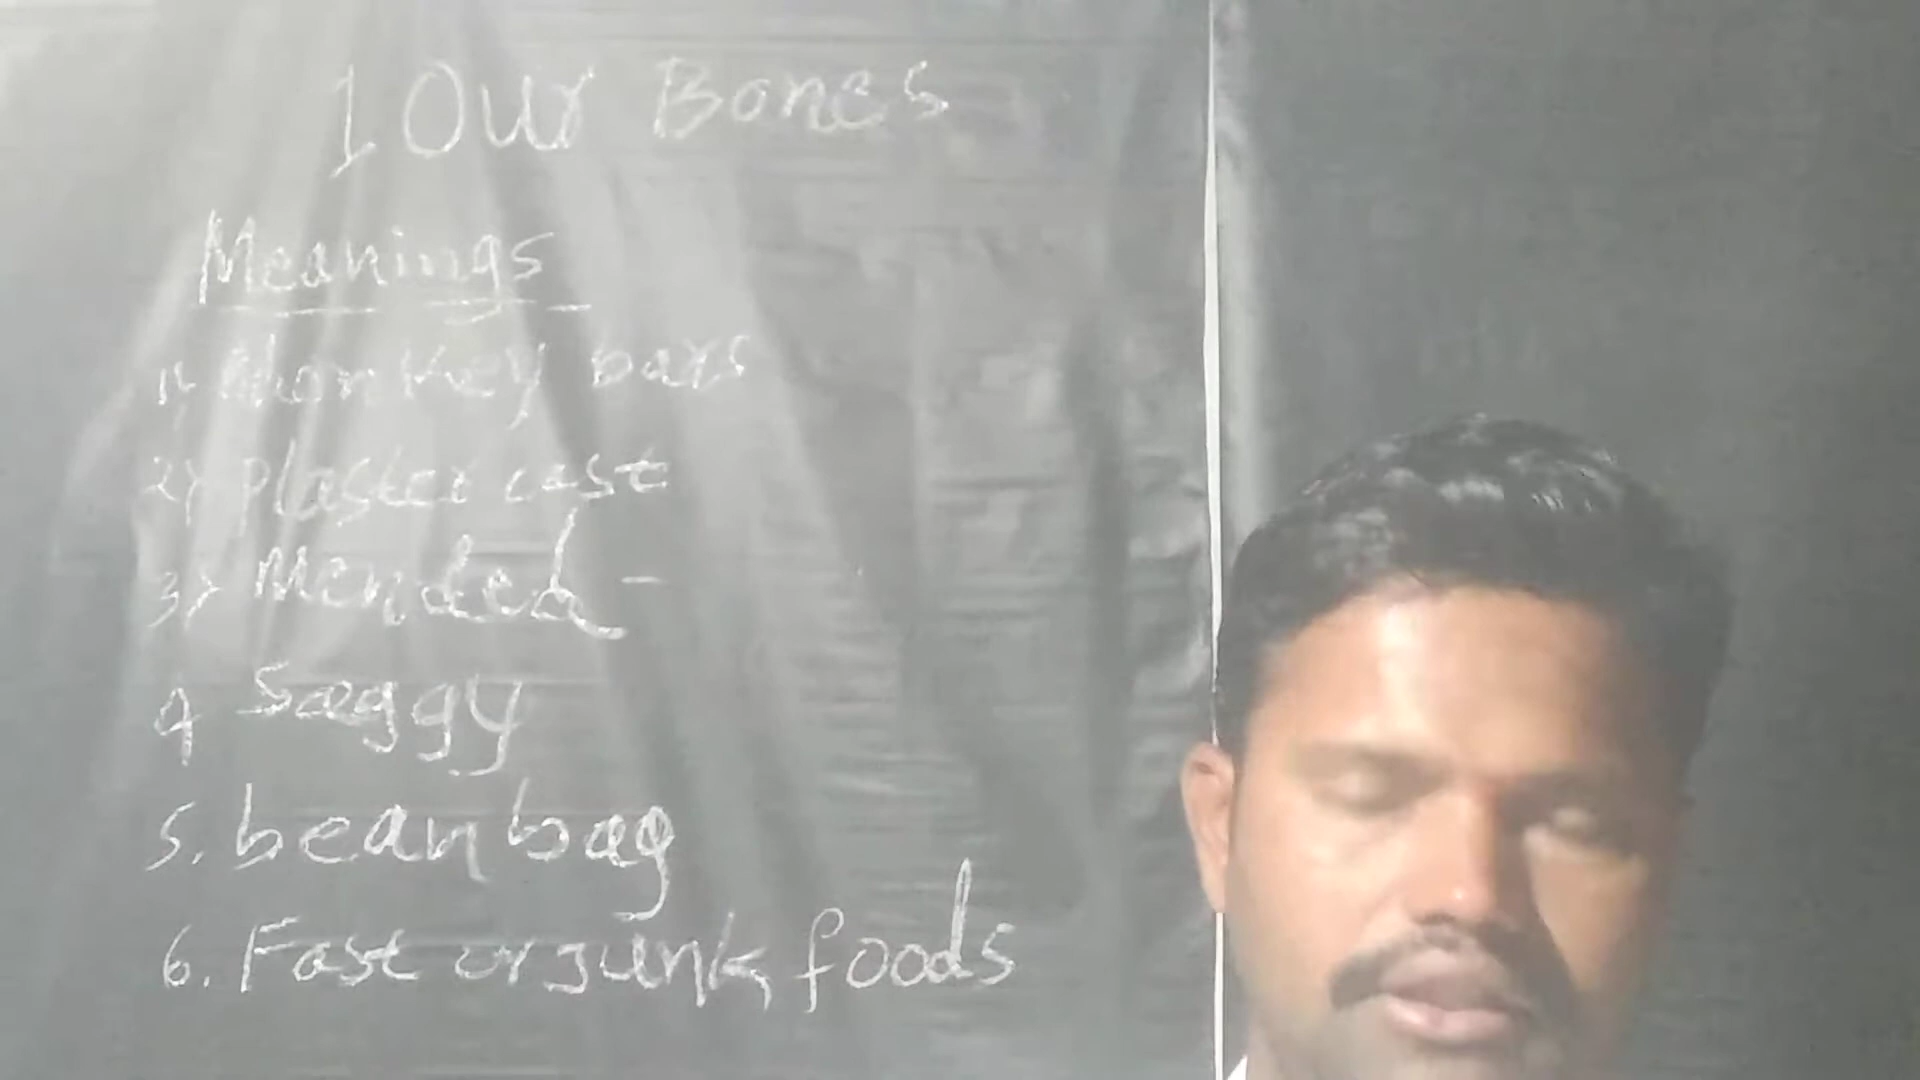 1 Our Bones
Meanings
1) Monkey bars
2) Plaster cast
3) Mended -
4 Saggy
5. bean bag
6. Fast or junk foods